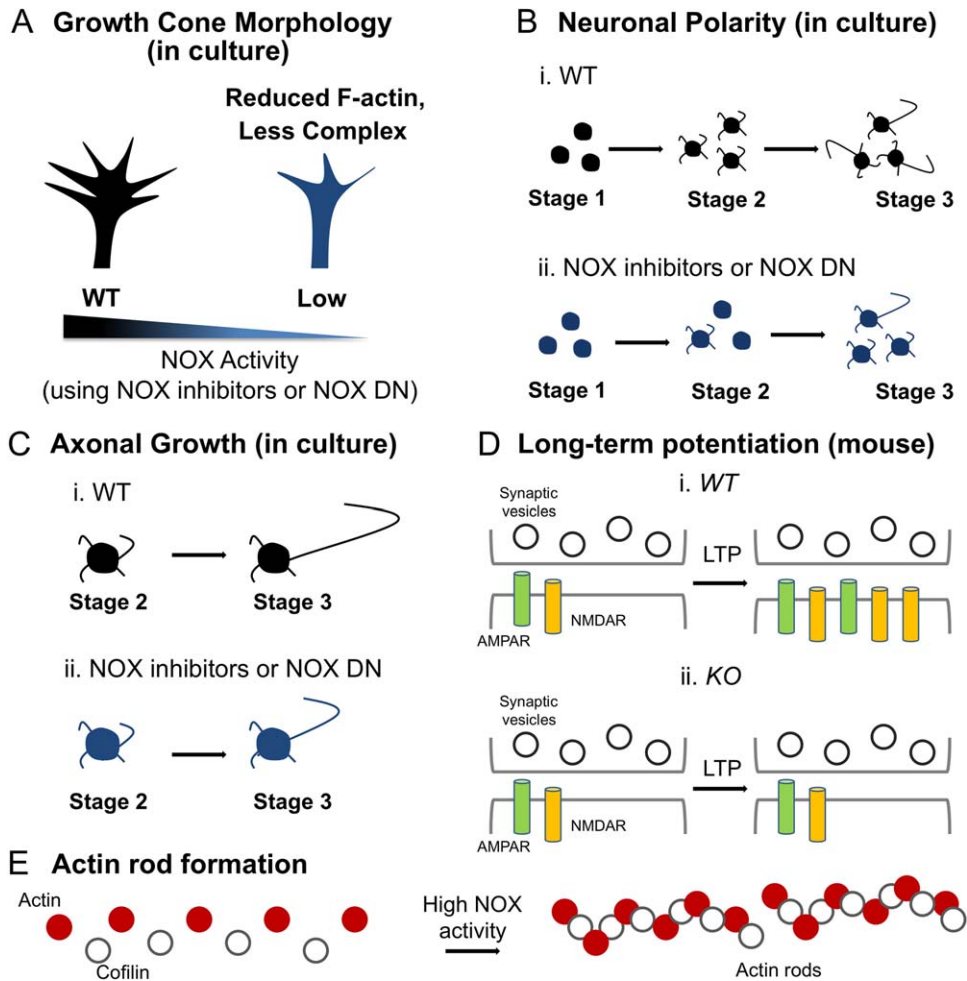 A Growth Cone Morphology
(in culture)
Reduced F-actin,
Less Complex
WT
Low
NOX Activity
(using NOX inhibitors or NOX DN)
B Neuronal Polarity (in culture)
i. WT
Stage 1
Stage 2
Stage 3
ii. NOX inhibitors or NOX DN
Stage 1
Stage 2
Stage 3
C Axonal Growth (in culture)
i. WT
Stage 2
Stage 3
ii. NOX inhibitors or NOX DN
Stage 2
Stage 3
D Long-term potentiation (mouse)
i. WT
Synaptic
vesicles
LTP
NMDAR
AMPAR
ii. KO
Synaptic
vesicles
LTP
NMDAR
AMPAR
E Actin rod formation
Actin
Cofilin
High NOX
activity
Actin rods